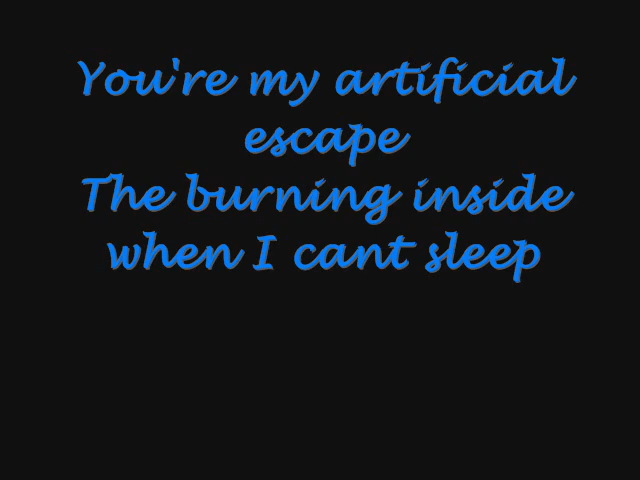 You're my artificial
escape
The burning inside
when I cant sleep